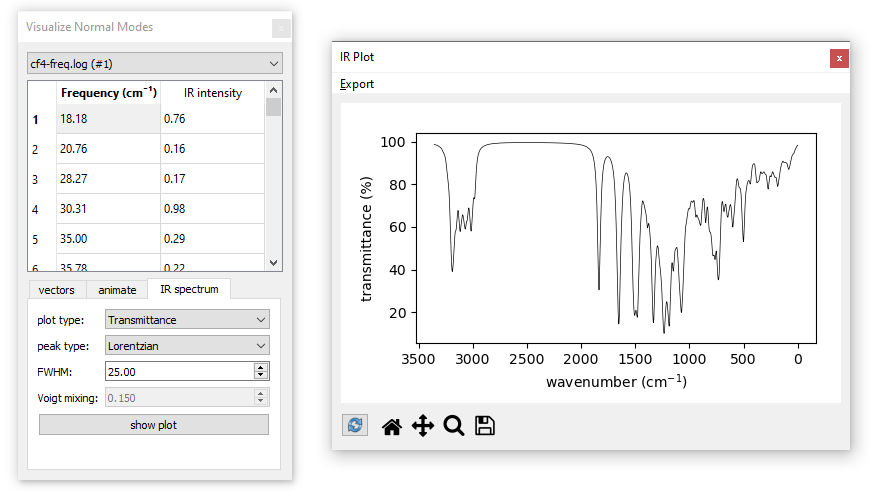 Visualize Normal Modes
x
cf4-freq.log (#1)
Frequency (cm⁻¹) IR intensity
1 18.18 0.76
2 20.76 0.16
3 28.27 0.17
4 30.31 0.98
5 35.00 0.29
6 35.78 0.22
vectors animate IR spectrum
plot type: Transmittance
peak type: Lorentzian
FWHM: 25.00
Voigt mixing: 0.150
show plot
IR Plot x
Export
100
80
60
40
20
transmittance (%)
3500 3000 2500 2000 1500 1000 500 0
wavenumber (cm⁻¹)